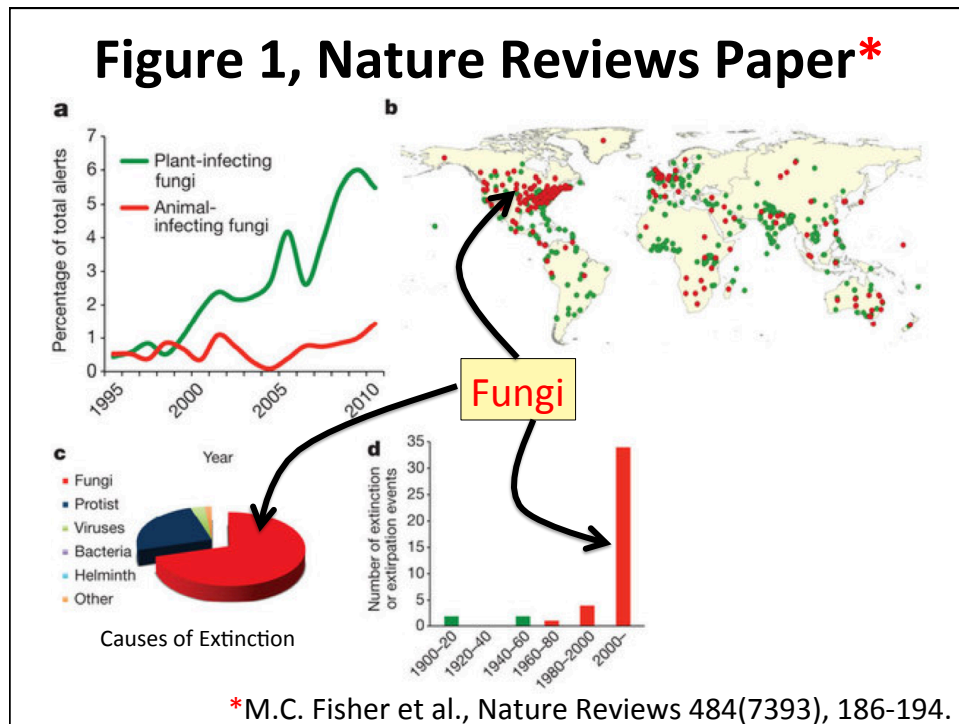 Figure 1, Nature Reviews Paper*
a
7
6
5
4
3
2
1
0
Percentage of total alerts
Plant-infecting
fungi
Animal-
infecting fungi
1995
2000
2005
2010
Year
b
Fungi
c
Fungi
Protist
Viruses
Bacteria
Helminth
Other
Causes of Extinction
d
35
30
25
20
15
10
5
0
Number of extinction
or extirpation events
1900–20
1920–40
1940–60
1960–80
1980–2000
2000–
*M.C. Fisher et al., Nature Reviews 484(7393), 186-194.